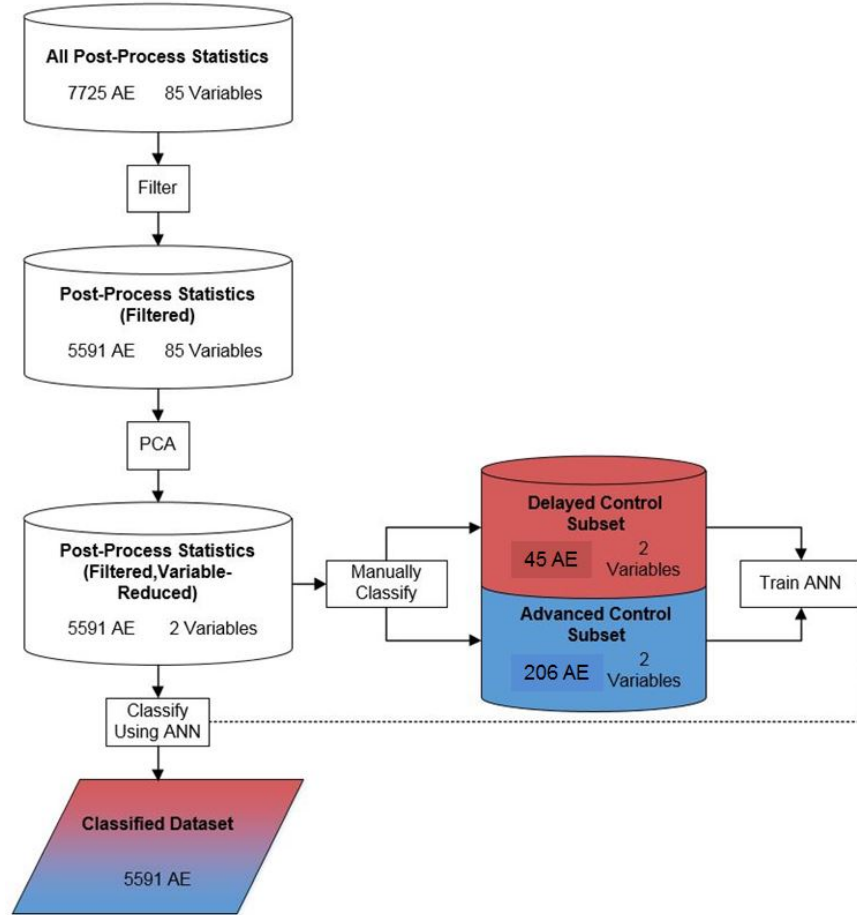 All Post-Process Statistics
7725 AE 85 Variables
Filter
Post-Process Statistics
(Filtered)
5591 AE 85 Variables
PCA
Post-Process Statistics
(Filtered,Variable-
Reduced)
5591 AE 2 Variables
Manually
Classify
Delayed Control
Subset
45 AE 2
Variables
Advanced Control
Subset
206 AE 2
Variables
Train ANN
Classify
Using ANN
Classified Dataset
5591 AE